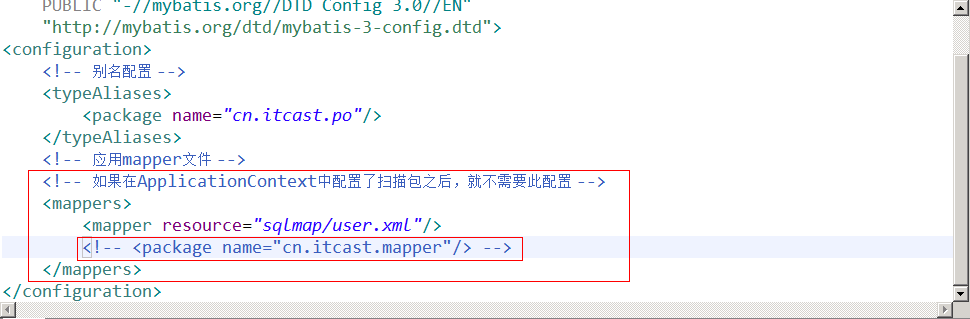 PUBLIC "-//mybatis.org//DTD Config 3.0//EN"
"http://mybatis.org/dtd/mybatis-3-config.dtd">
<configuration>
<!-- 别名配置 -->
<typeAliases>
<package name="cn.itcast.po"/>
</typeAliases>
<!-- 应用mapper文件 -->
<!-- 如果在ApplicationContext中配置了扫描包之后，就不需要此配置 -->
<mappers>
<mapper resource="sqlmap/user.xml"/>
<!-- <package name="cn.itcast.mapper"/> -->
</mappers>
</configuration>